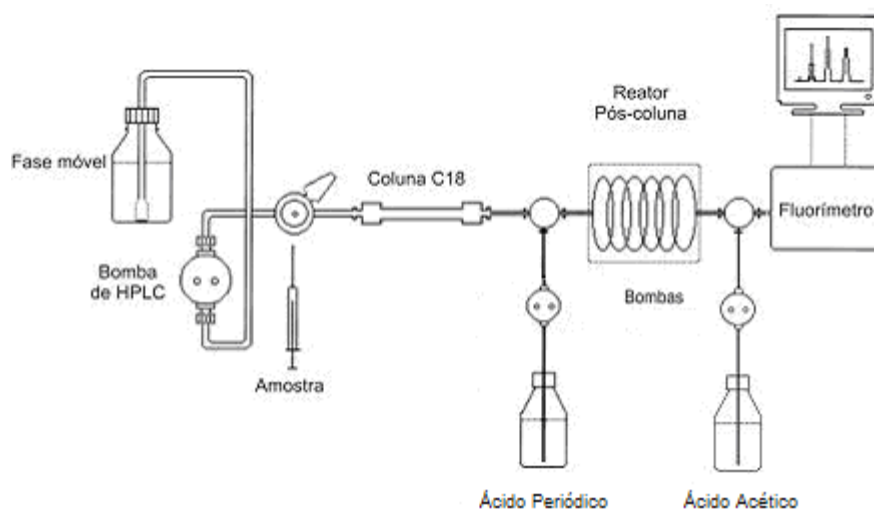 Reator
Pós-coluna
Fase móvel
Coluna C18
Fluorímetro
Bomba
de HPLC
Bombas
Amostra
Ácido Periódico
Ácido Acético